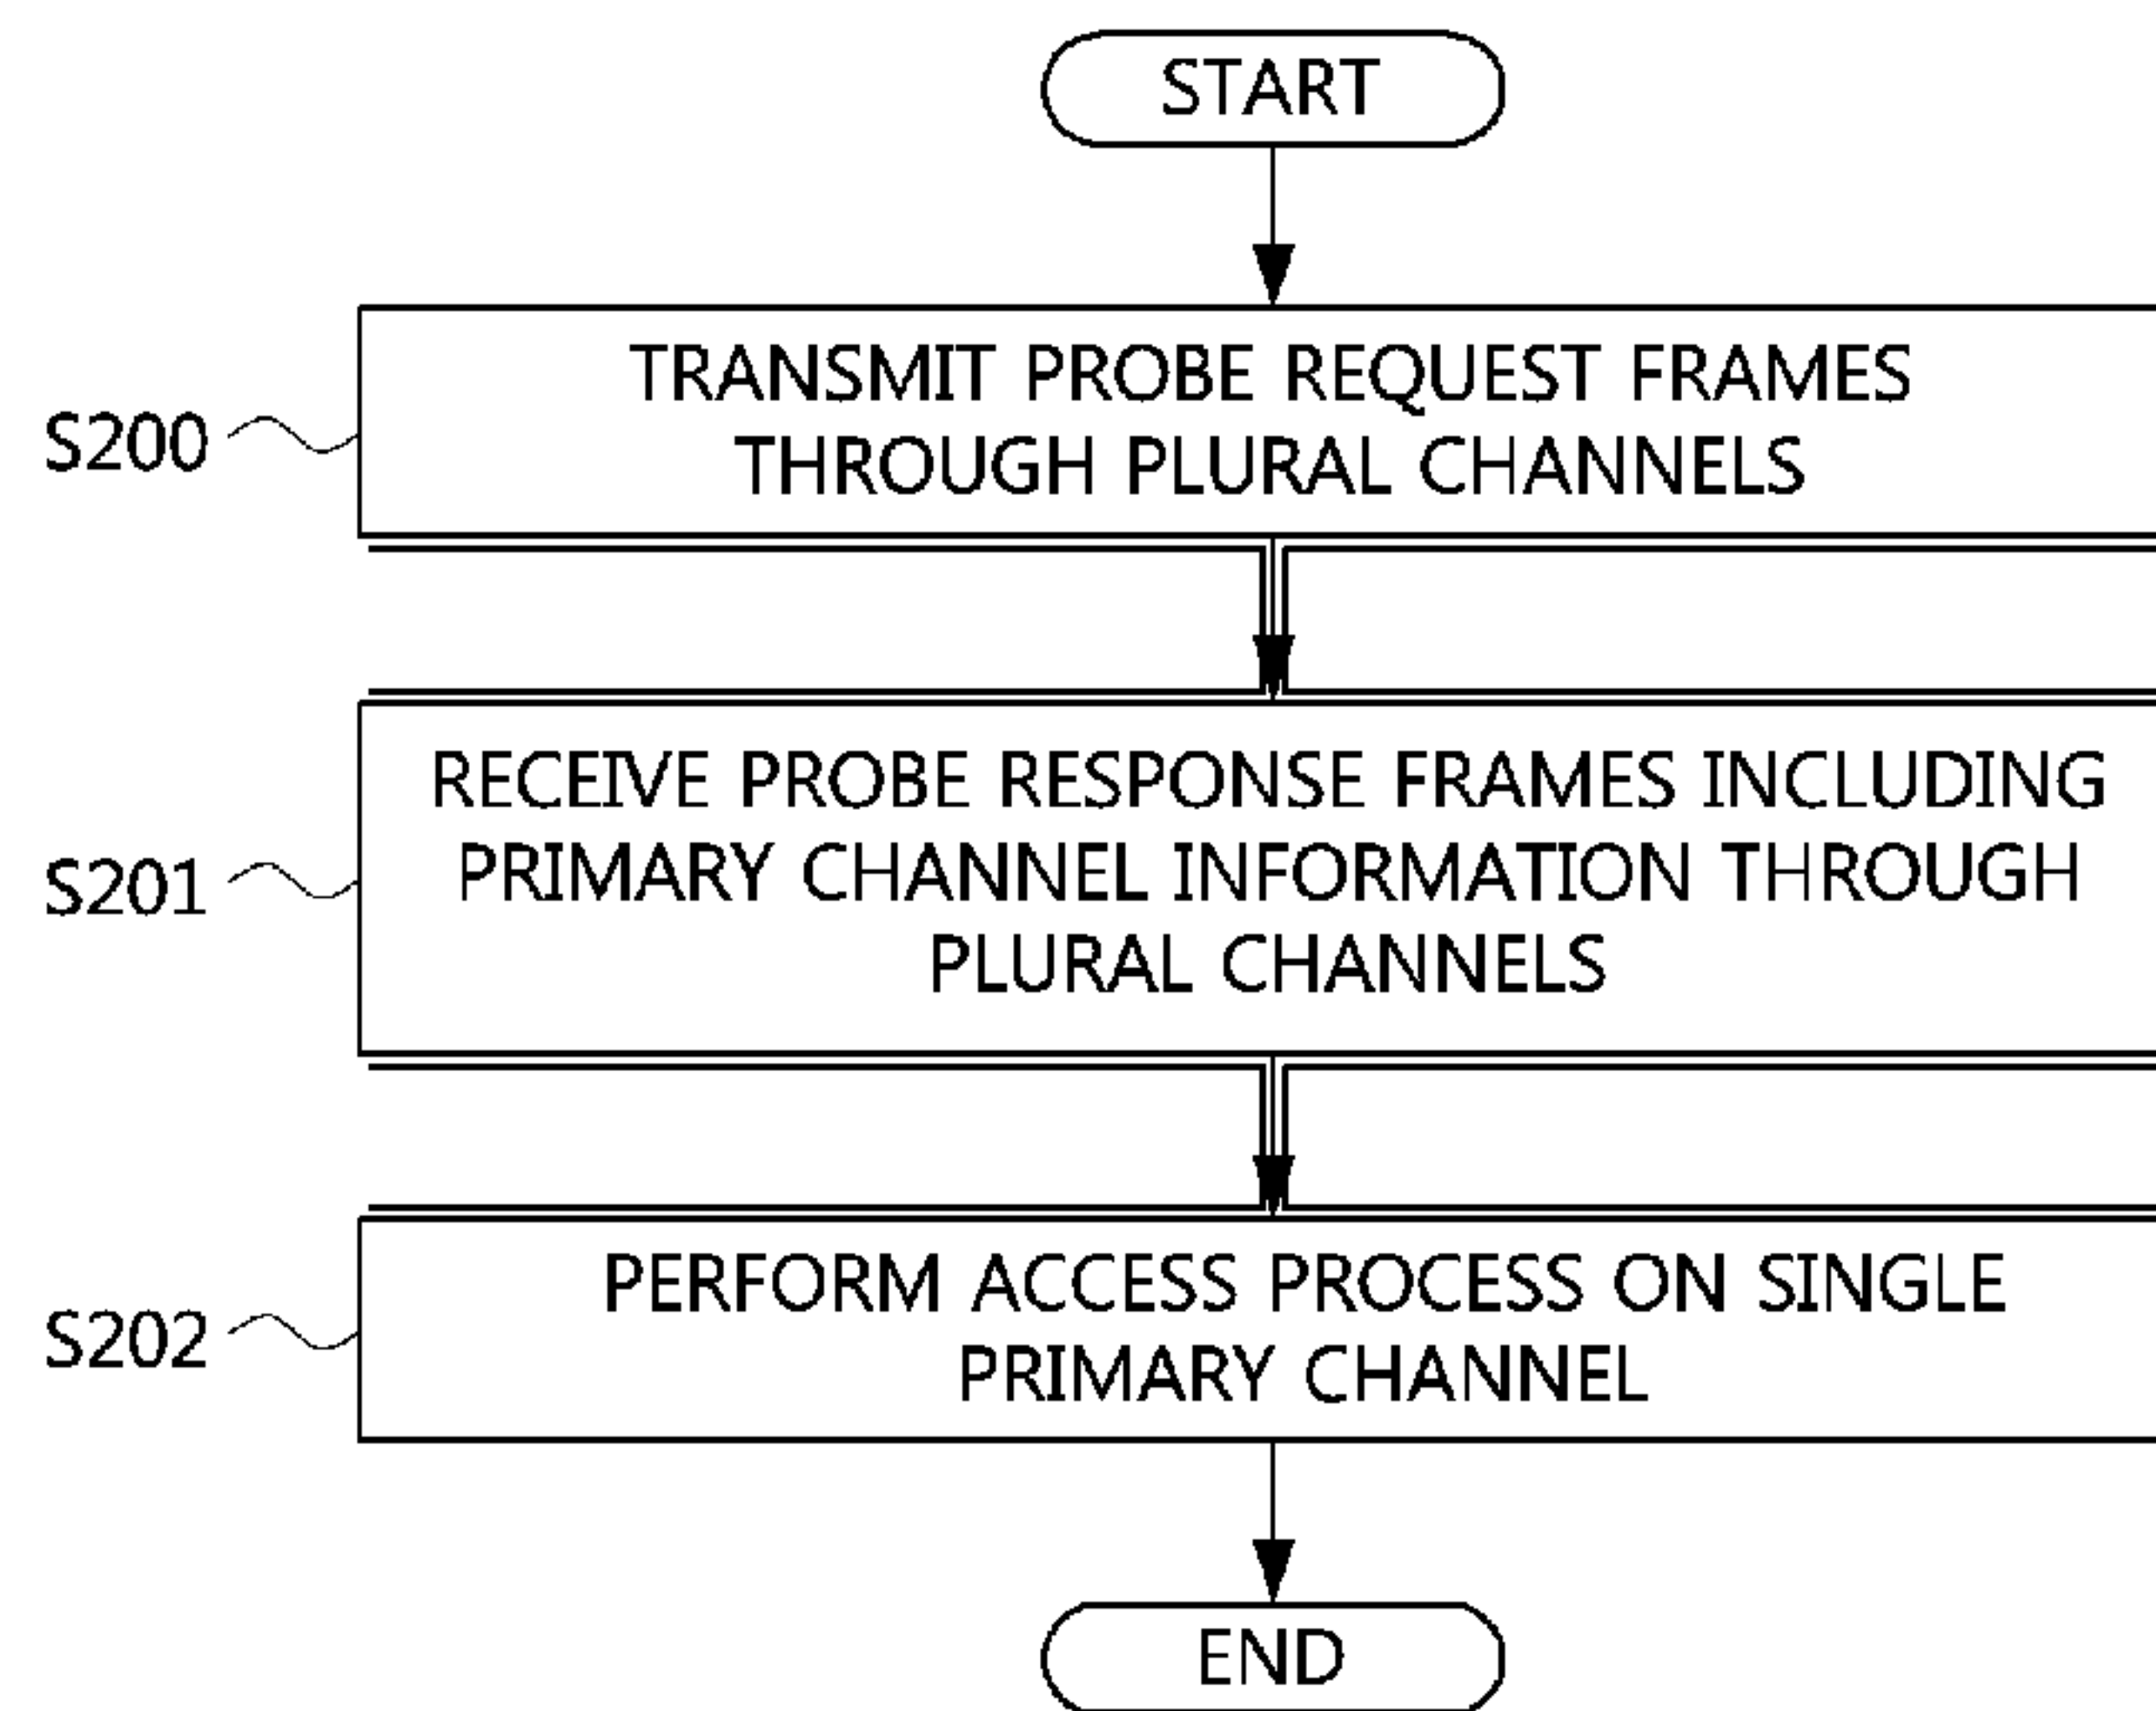 START
S200
TRANSMIT PROBE REQUEST FRAMES
THROUGH PLURAL CHANNELS
S201
RECEIVE PROBE RESPONSE FRAMES INCLUDING
PRIMARY CHANNEL INFORMATION THROUGH
PLURAL CHANNELS
S202
PERFORM ACCESS PROCESS ON SINGLE
PRIMARY CHANNEL
END